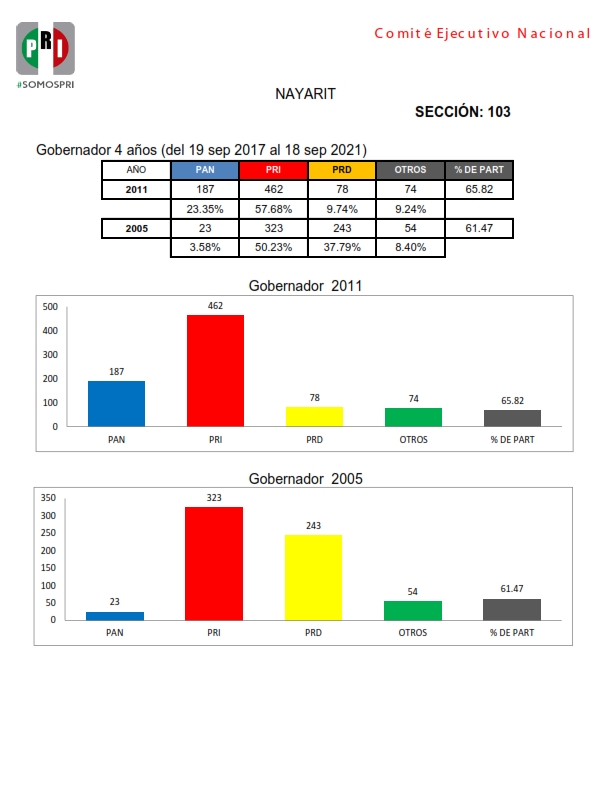 PRI
#SOMOSPRI
Comité Ejecutivo Nacional
NAYARIT
SECCIÓN: 103
Gobernador 4 años (del 19 sep 2017 al 18 sep 2021)
AÑO PAN PRI PRD OTROS % DE PART
2011 187 462 78 74 65.82
23.35% 57.68% 9.74% 9.24%
2005 23 323 243 54 61.47
3.58% 50.23% 37.79% 8.40%
Gobernador 2011
500
400
300
200
100
0
187
462
78
74
65.82
PAN PRI PRD OTROS % DE PART
Gobernador 2005
350
300
250
200
150
100
50
0
23
323
243
54
61.47
PAN PRI PRD OTROS % DE PART